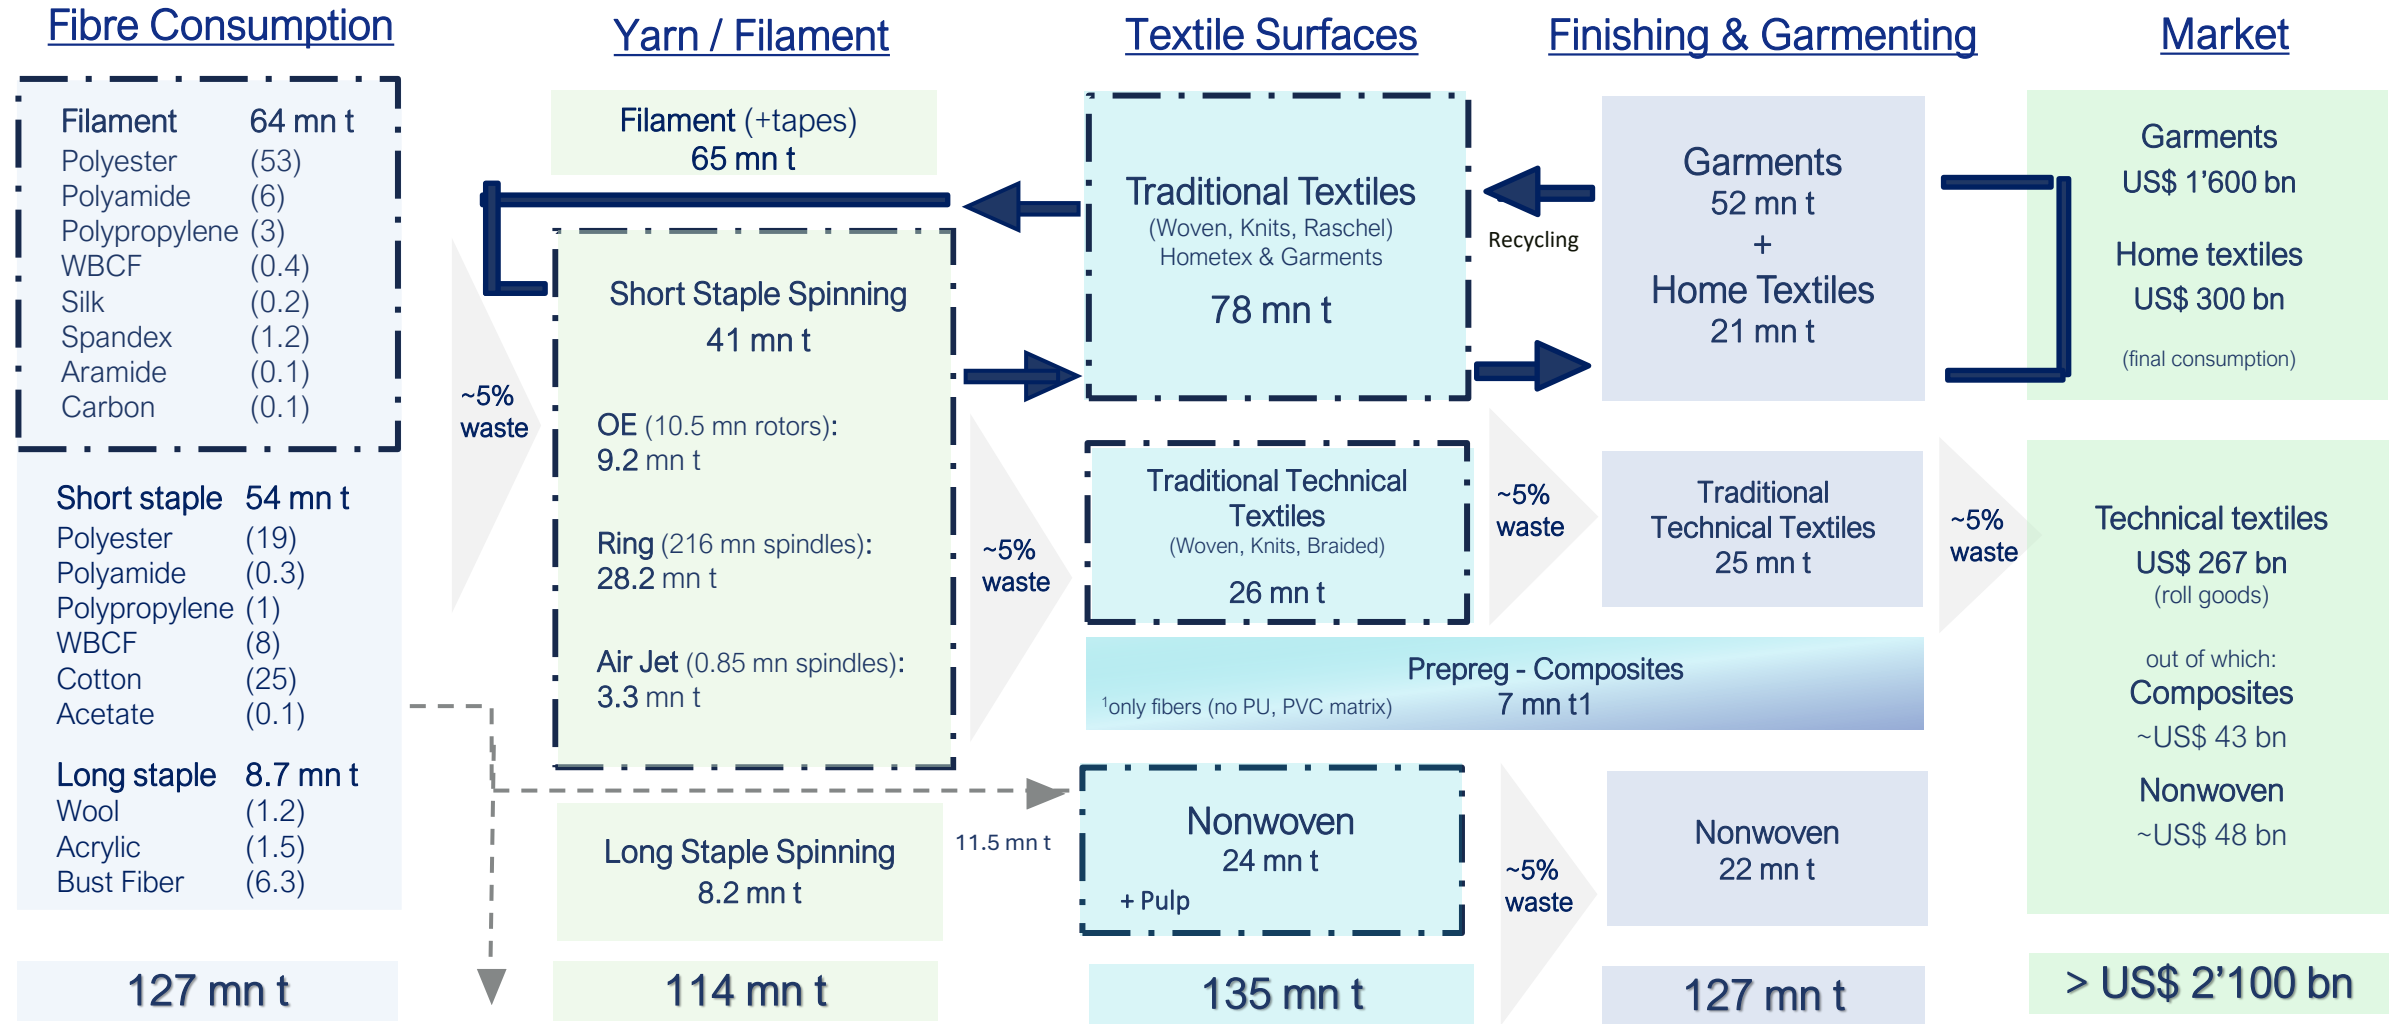 Fibre Consumption
Filament 64 mn t
Polyester (53)
Polyamide (6)
Polypropylene (3)
WBCF (0.4)
Silk (0.2)
Spandex (1.2)
Aramide (0.1)
Carbon (0.1)
Short staple 54 mn t
Polyester (19)
Polyamide (0.3)
Polypropylene (1)
WBCF (8)
Cotton (25)
Acetate (0.1)
Long staple 8.7 mn t
Wool (1.2)
Acrylic (1.5)
Bust Fiber (6.3)
127 mn t
~5%
waste
Yarn / Filament
Filament (+tapes)
65 mn t
Short Staple Spinning
41 mn t
OE (10.5 mn rotors):
9.2 mn t
Ring (216 mn spindles):
28.2 mn t
Air Jet (0.85 mn spindles):
3.3 mn t
Long Staple Spinning
8.2 mn t
114 mn t
~5%
waste
11.5 mn t
Textile Surfaces
Traditional Textiles
(Woven, Knits, Raschel)
Hometex & Garments
78 mn t
Traditional Technical
Textiles
(Woven, Knits, Braided)
26 mn t
Prepreg - Composites
7 mn t1
1only fibers (no PU, PVC matrix)
Nonwoven
24 mn t
+ Pulp
135 mn t
Recycling
~5%
waste
~5%
waste
Finishing & Garmenting
Garments
52 mn t
+
Home Textiles
21 mn t
Traditional
Technical Textiles
25 mn t
Nonwoven
22 mn t
127 mn t
~5%
waste
Market
Garments
US$ 1’600 bn
Home textiles
US$ 300 bn
(final consumption)
Technical textiles
US$ 267 bn
(roll goods)
out of which:
Composites
~US$ 43 bn
Nonwoven
~US$ 48 bn
> US$ 2’100 bn